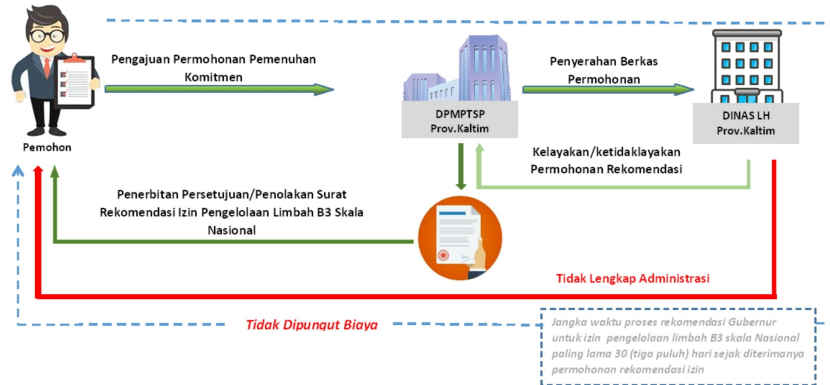 Pengajuan Permohonan Pemenuhan
Komitmen
Penyerahan Berkas
Permohonan
DPMPTSP
Prov.Kaltim
DINAS LH
Prov.Kaltim
Pemohon
Kelayakan/ketidaklayakan
Permohonan Rekomendasi
Penerbitan Persetujuan/Penolakan Surat
Rekomendasi Izin Pengelolaan Limbah B3 Skala
Nasional
Tidak Lengkap Administrasi
Tidak Dipungut Biaya
Jangka waktu proses rekomendasi Gubernur
untuk izin pengelolaan limbah B3 skala Nasional
paling lama 30 (tiga puluh) hari sejak diterimanya
permohonan rekomendasi izin